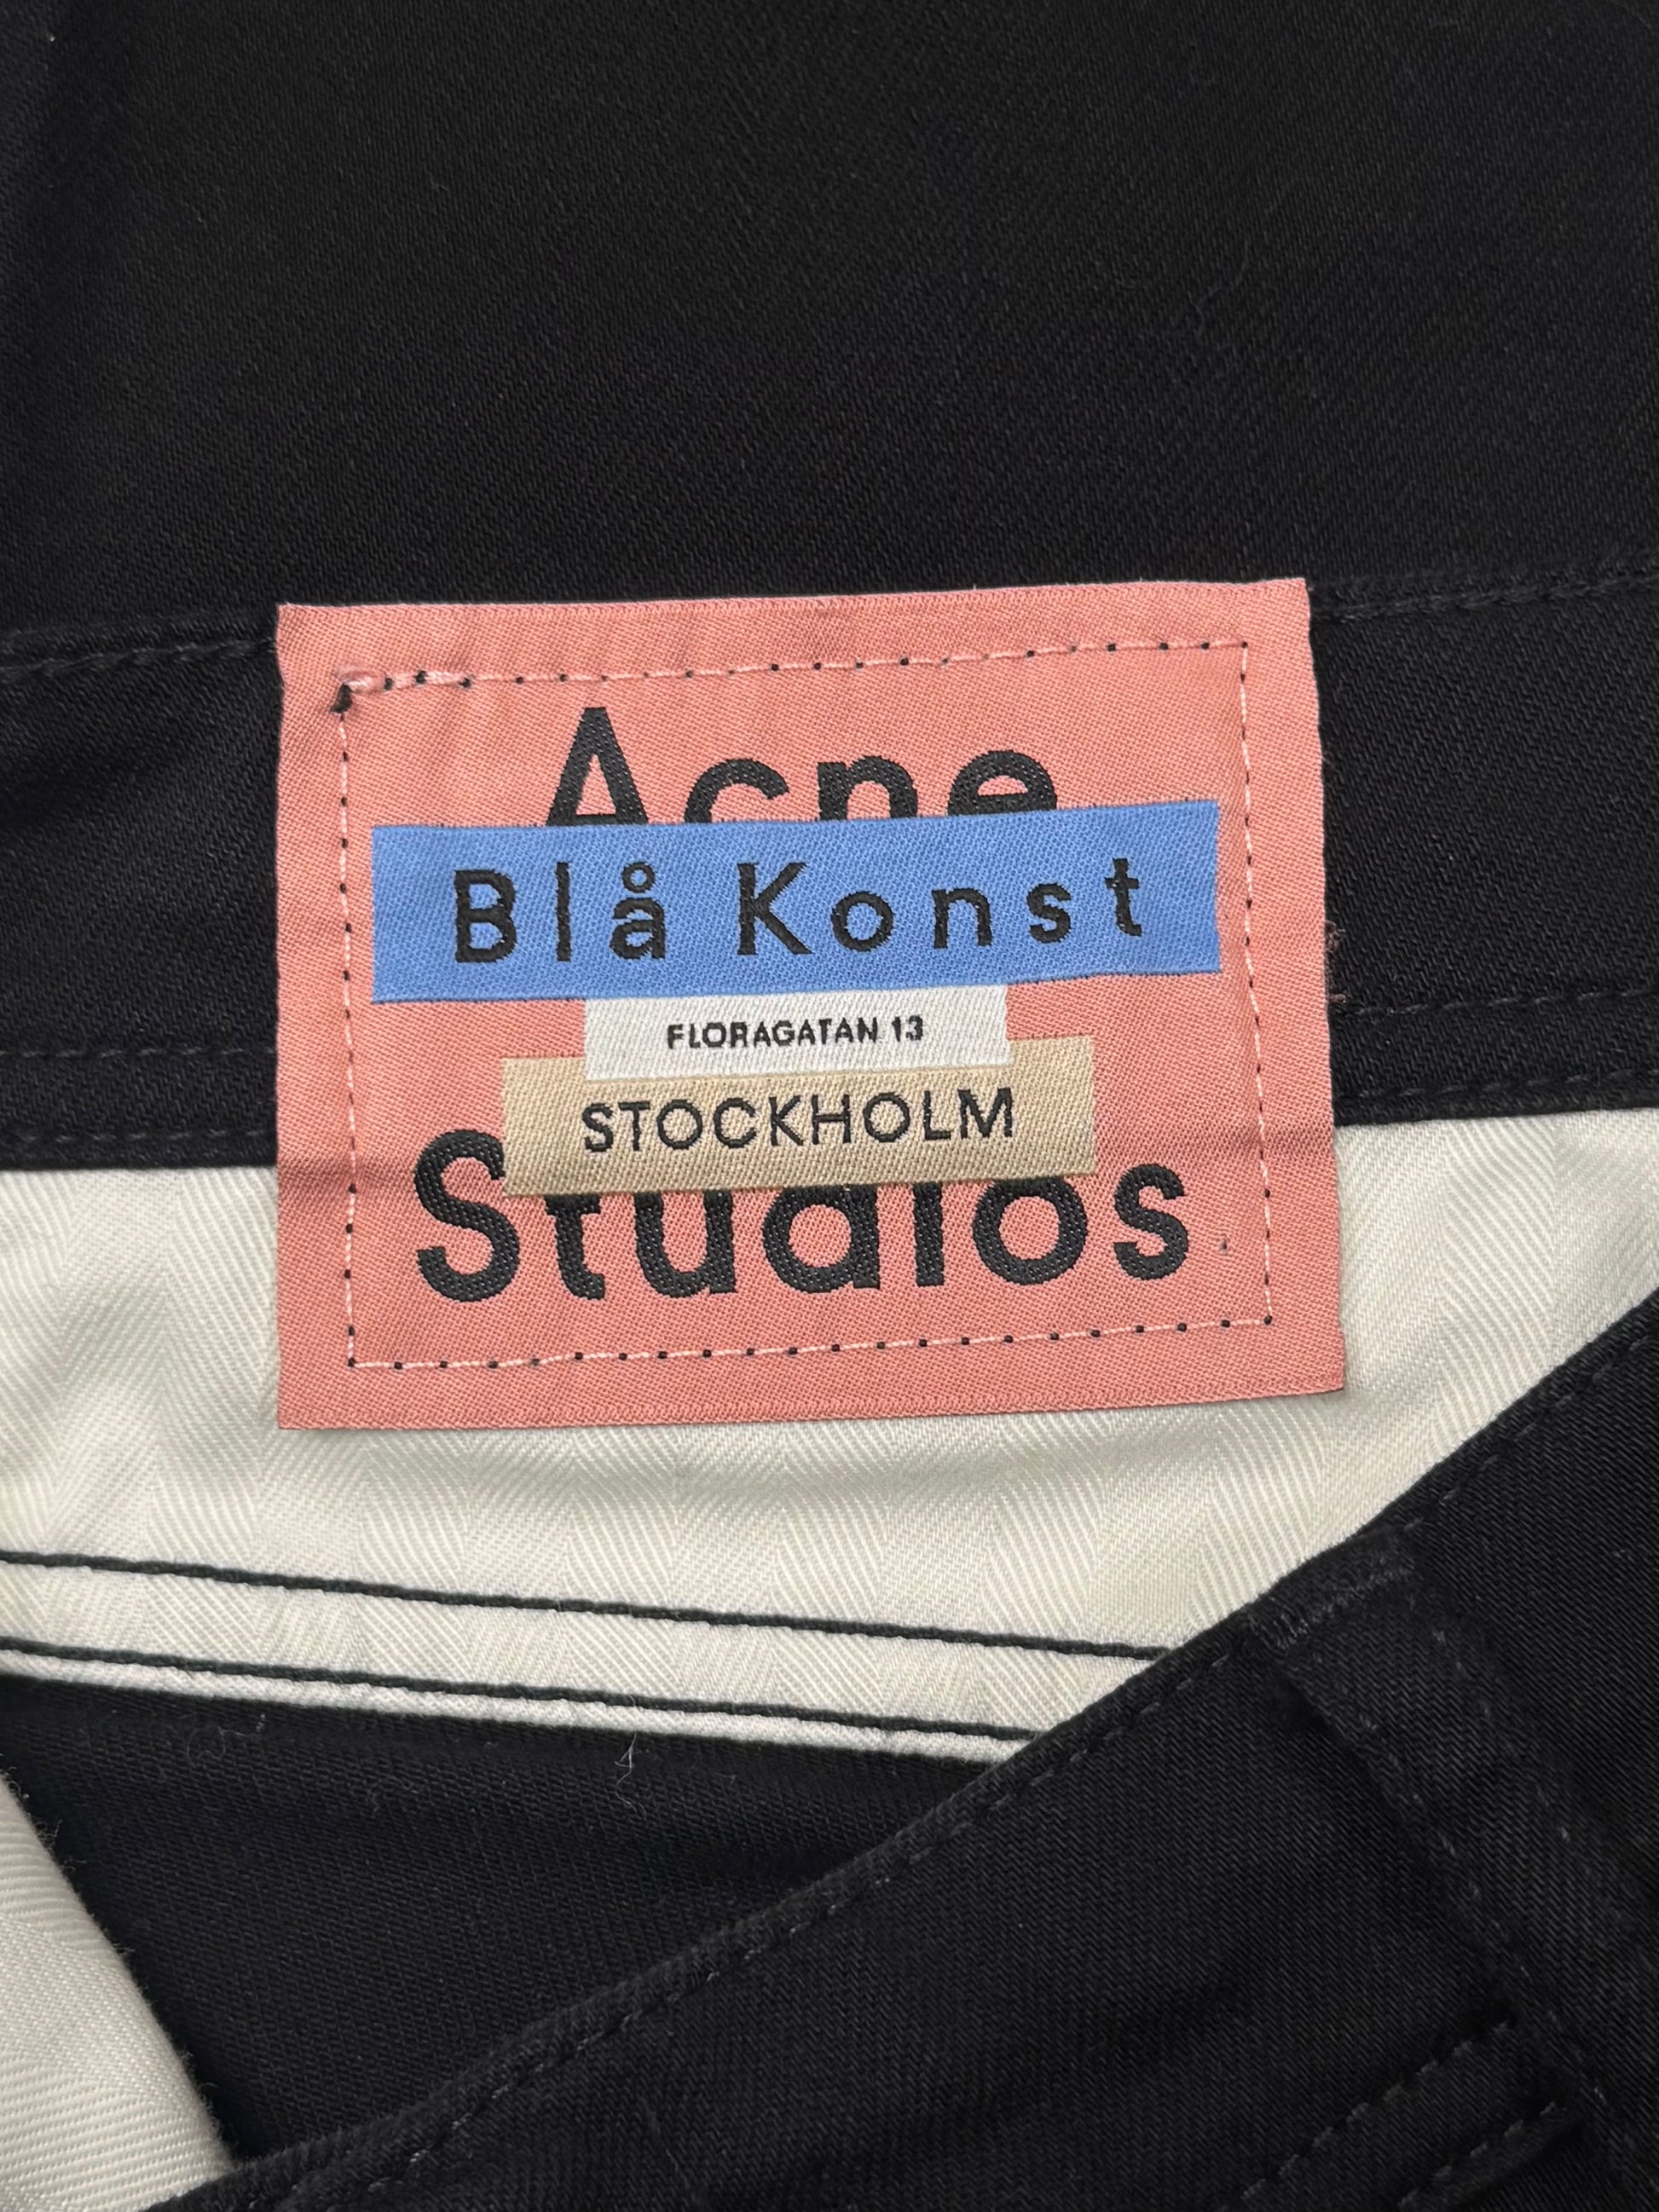 Acne
Blå Konst
FLORAGATAN 13
STOCKHOLM
Studios